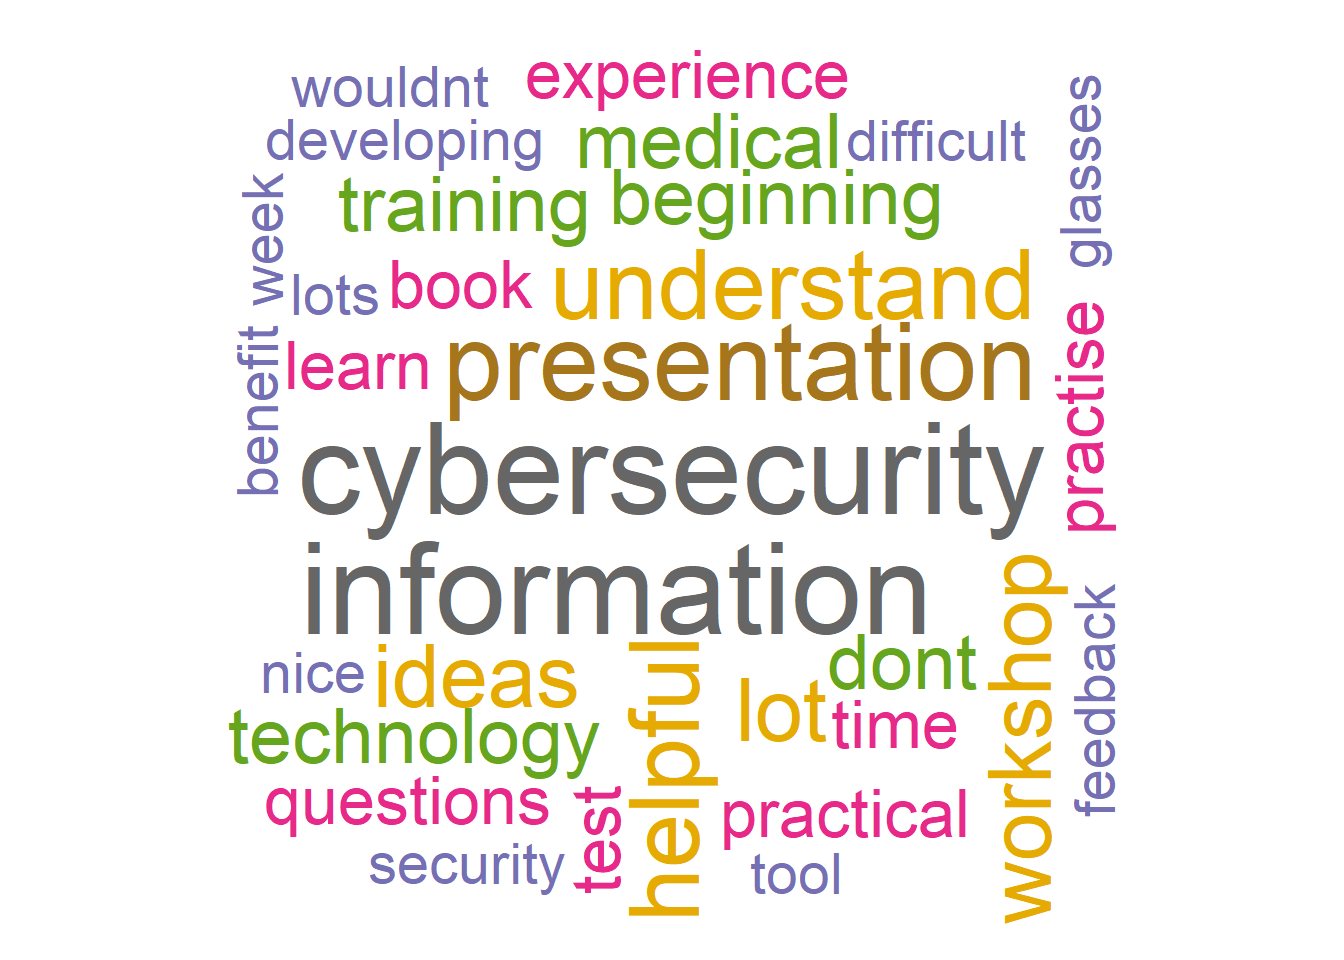 wouldnt
experience
developing
medical
difficult
glasses
week
training
beginning
lots
book
understand
benefit
learn
presentation
practise
cybersecurity
information
nice
ideas
helpful
lot
dont
workshop
feedback
technology
time
questions
test
practical
security
tool